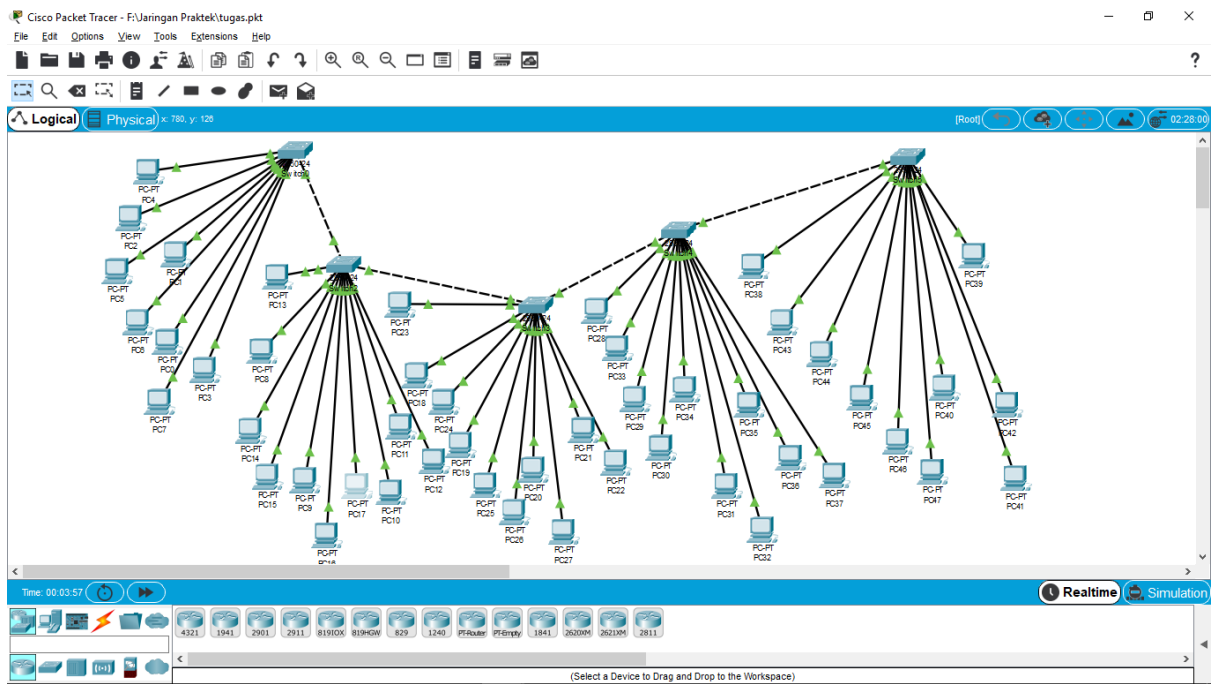 Cisco Packet Tracer - F:\Jaringan Praktek\tugas.pkt
File Edit Options View Tools Extensions Help
?
Logical Physical x: 780, y: 126 [Root] 02:28:00
Switch0
PC-PT
PC4
PC-PT
PC2
PC-PT
PC1
PC-PT
PC5
PC-PT
PC6
PC-PT
PC0
PC-PT
PC3
PC-PT
PC7
Switch2
PC-PT
PC13
PC-PT
PC8
PC-PT
PC14
PC-PT
PC15
PC-PT
PC9
PC-PT
PC16
PC-PT
PC17
PC-PT
PC10
PC-PT
PC11
PC-PT
PC12
Switch3
PC-PT
PC23
PC-PT
PC18
PC-PT
PC24
PC-PT
PC19
PC-PT
PC25
PC-PT
PC26
PC-PT
PC20
PC-PT
PC27
PC-PT
PC21
PC-PT
PC22
Switch4
PC-PT
PC28
PC-PT
PC33
PC-PT
PC29
PC-PT
PC30
PC-PT
PC34
PC-PT
PC31
PC-PT
PC35
PC-PT
PC32
PC-PT
PC36
PC-PT
PC37
PC-PT
PC38
PC-PT
PC43
PC-PT
PC44
PC-PT
PC45
PC-PT
PC46
PC-PT
PC40
PC-PT
PC47
PC-PT
PC39
PC-PT
PC42
PC-PT
PC41
Time: 00:03:57 Realtime Simulation
4321 1941 2901 2911 819IOX 819HGW 829 1240 PT-Router PT-Empty 1841 2620XM 2621XM 2811
(Select a Device to Drag and Drop to the Workspace)